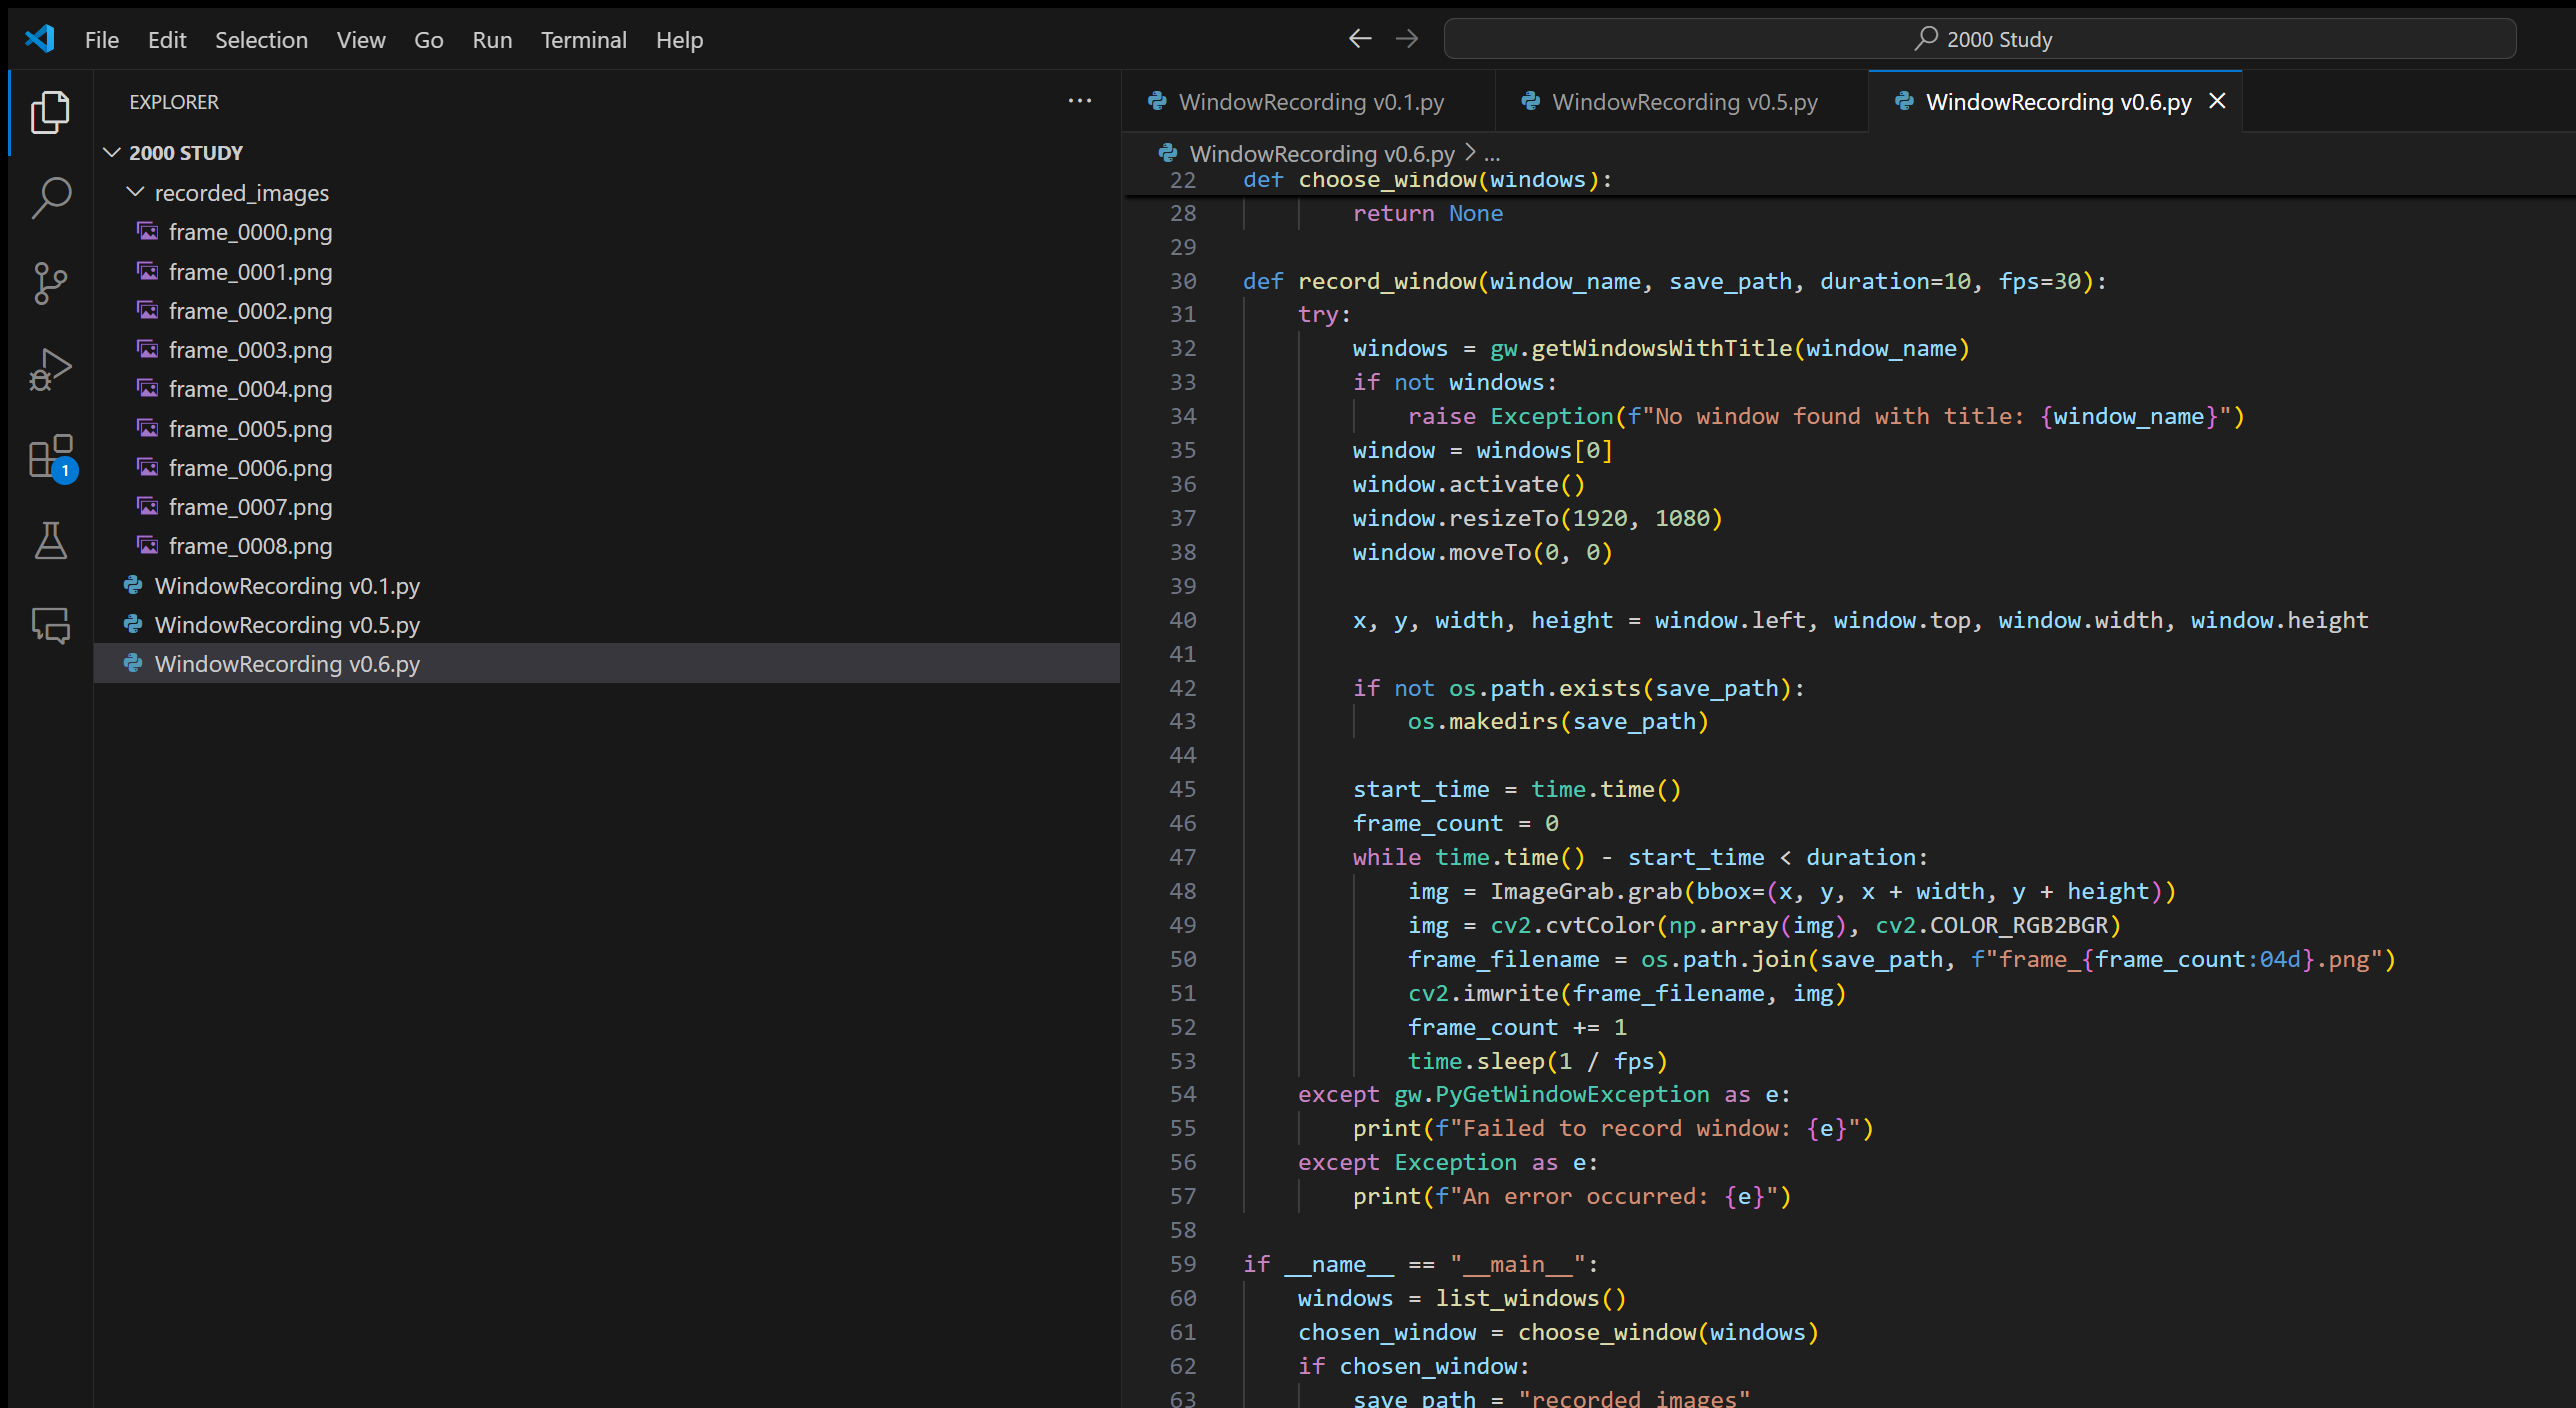 File Edit Selection View Go Run Terminal Help
2000 Study
EXPLORER
2000 STUDY
recorded_images
frame_0000.png
frame_0001.png
frame_0002.png
frame_0003.png
frame_0004.png
frame_0005.png
frame_0006.png
frame_0007.png
frame_0008.png
WindowRecording v0.1.py
WindowRecording v0.5.py
WindowRecording v0.6.py
1
WindowRecording v0.1.py WindowRecording v0.5.py WindowRecording v0.6.py
WindowRecording v0.6.py > ...
22 def choose_window(windows):
28         return None
29
30 def record_window(window_name, save_path, duration=10, fps=30):
31     try:
32         windows = gw.getWindowsWithTitle(window_name)
33         if not windows:
34             raise Exception(f"No window found with title: {window_name}")
35         window = windows[0]
36         window.activate()
37         window.resizeTo(1920, 1080)
38         window.moveTo(0, 0)
39
40         x, y, width, height = window.left, window.top, window.width, window.height
41
42         if not os.path.exists(save_path):
43             os.makedirs(save_path)
44
45         start_time = time.time()
46         frame_count = 0
47         while time.time() - start_time < duration:
48             img = ImageGrab.grab(bbox=(x, y, x + width, y + height))
49             img = cv2.cvtColor(np.array(img), cv2.COLOR_RGB2BGR)
50             frame_filename = os.path.join(save_path, f"frame_{frame_count:04d}.png")
51             cv2.imwrite(frame_filename, img)
52             frame_count += 1
53             time.sleep(1 / fps)
54     except gw.PyGetWindowException as e:
55         print(f"Failed to record window: {e}")
56     except Exception as e:
57         print(f"An error occurred: {e}")
58
59 if __name__ == "__main__":
60     windows = list_windows()
61     chosen_window = choose_window(windows)
62     if chosen_window:
63         save_path = "recorded_images"